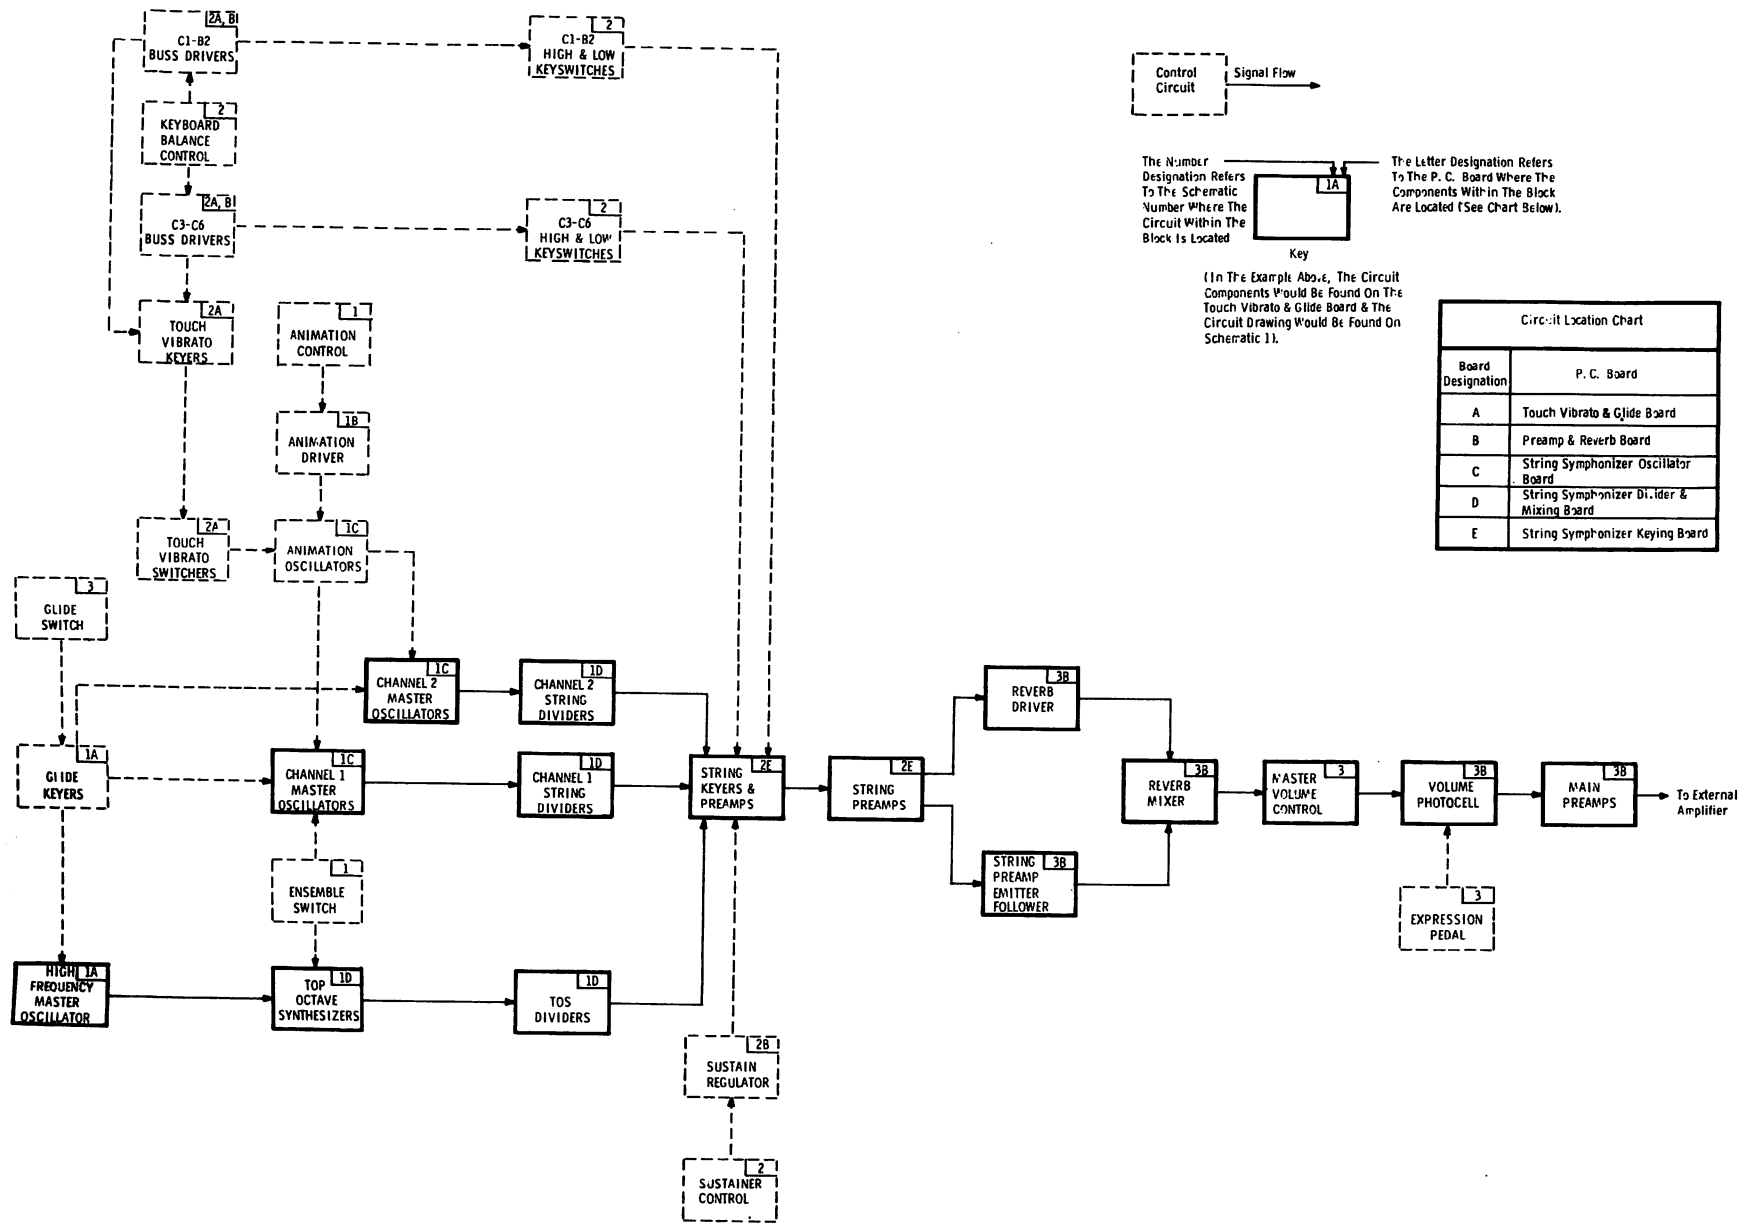 2A, B
C1-B2
BUSS DRIVERS
2
C1-B2
HIGH & LOW
KEYSWITCHES
2
KEYBOARD
BALANCE
CONTROL
2A, B
C3-C6
BUSS DRIVERS
2
C3-C6
HIGH & LOW
KEYSWITCHES
2A
TOUCH
VIBRATO
KEYERS
1
ANIMATION
CONTROL
1B
ANIMATION
DRIVER
2A
TOUCH
VIBRATO
SWITCHERS
1C
ANIMATION
OSCILLATORS
3
GLIDE
SWITCH
1C
CHANNEL 2
MASTER
OSCILLATORS
1D
CHANNEL 2
STRING
DIVIDERS
1A
GLIDE
KEYERS
1C
CHANNEL 1
MASTER
OSCILLATORS
1D
CHANNEL 1
STRING
DIVIDERS
2E
STRING
KEYERS &
PREAMPS
2E
STRING
PREAMPS
3B
REVERB
DRIVER
3B
STRING
PREAMP
EMITTER
FOLLOWER
3B
REVERB
MIXER
3
MASTER
VOLUME
CONTROL
3B
VOLUME
PHOTOCELL
3B
MAIN
PREAMPS
To External
Amplifier
3
EXPRESSION
PEDAL
1
ENSEMBLE
SWITCH
1A
HIGH
FREQUENCY
MASTER
OSCILLATOR
1D
TOP
OCTAVE
SYNTHESIZERS
1D
TOS
DIVIDERS
2B
SUSTAIN
REGULATOR
2
SUSTAINER
CONTROL
Control
Circuit
Signal Flow
The Number
Designation Refers
To The Schematic
Number Where The
Circuit Within The
Block Is Located
1A
Key
The Letter Designation Refers
To The P. C. Board Where The
Components Within The Block
Are Located (See Chart Below).
(In The Example Above, The Circuit
Components Would Be Found On The
Touch Vibrato & Glide Board & The
Circuit Drawing Would Be Found On
Schematic 1).
Circuit Location Chart
Board
Designation
P. C. Board
A Touch Vibrato & Glide Board
B Preamp & Reverb Board
C String Symphonizer Oscillator
Board
D String Symphonizer Divider &
Mixing Board
E String Symphonizer Keying Board